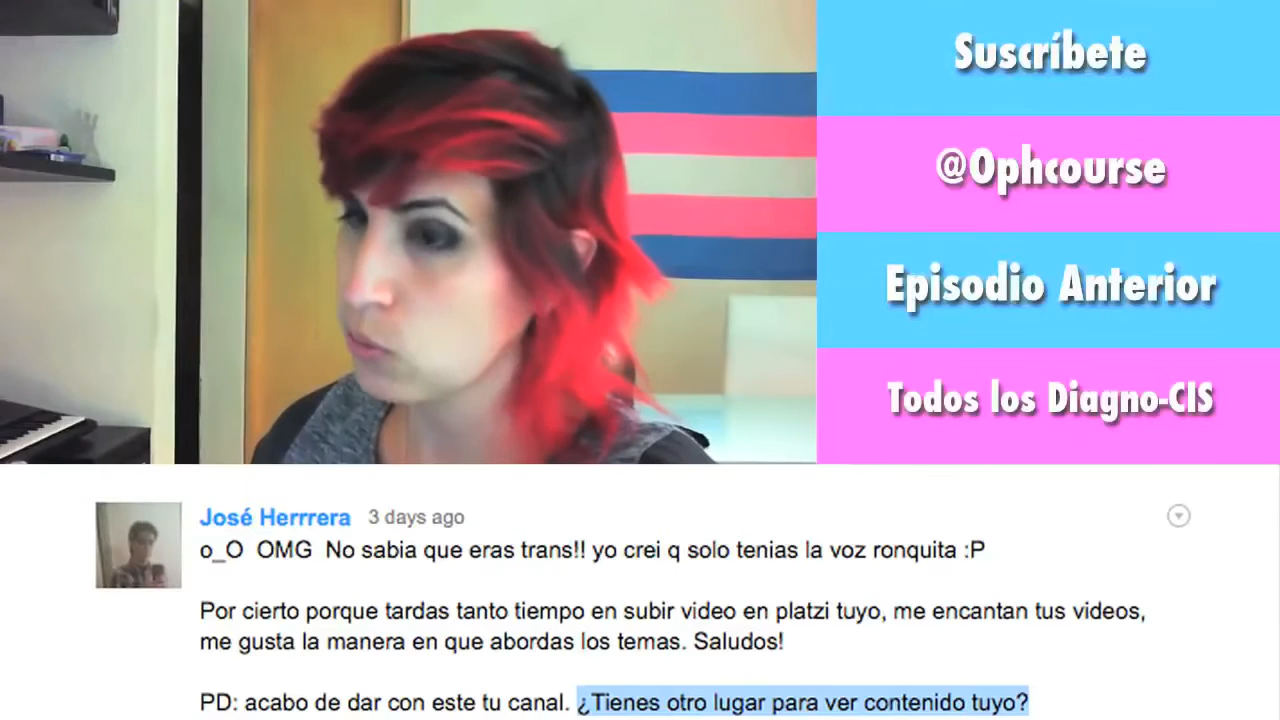 Suscríbete
@Ophcourse
Episodio Anterior
Todos los Diagno-CIS
José Herrrera 3 days ago
o_O OMG No sabia que eras trans!! yo crei q solo tenias la voz ronquita :P
Por cierto porque tardas tanto tiempo en subir video en platzi tuyo, me encantan tus videos,
me gusta la manera en que abordas los temas. Saludos!
PD: acabo de dar con este tu canal. ¿Tienes otro lugar para ver contenido tuyo?